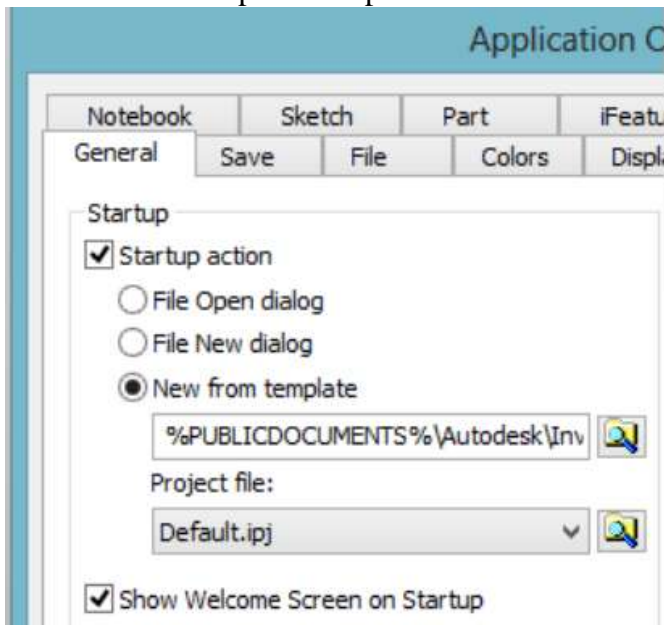 Applica
Notebook Sketch Part iFeatu
General Save File Colors Displa
Startup
Startup action
File Open dialog
File New dialog
New from template
%PUBLICDOCUMENTS%\Autodesk\Inv
Project file:
Default.ipj
Show Welcome Screen on Startup